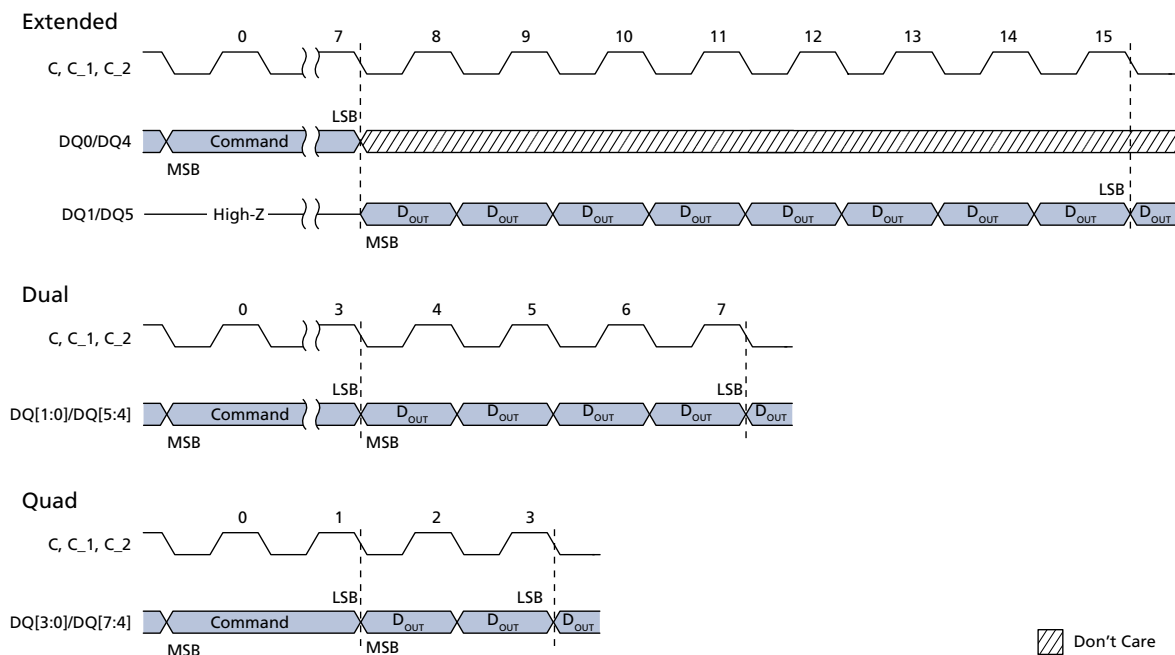 Extended
0 7 8 9 10 11 12 13 14 15
C, C_1, C_2
LSB
DQ0/DQ4 Command
MSB
LSB
DQ1/DQ5 High-Z DOUT DOUT DOUT DOUT DOUT DOUT DOUT DOUT DOUT
MSB
Dual
0 3 4 5 6 7
C, C_1, C_2
LSB LSB
DQ[1:0]/DQ[5:4] Command DOUT DOUT DOUT DOUT DOUT
MSB MSB
Quad
0 1 2 3
C, C_1, C_2
LSB LSB
DQ[3:0]/DQ[7:4] Command DOUT DOUT DOUT
MSB MSB
Don't Care